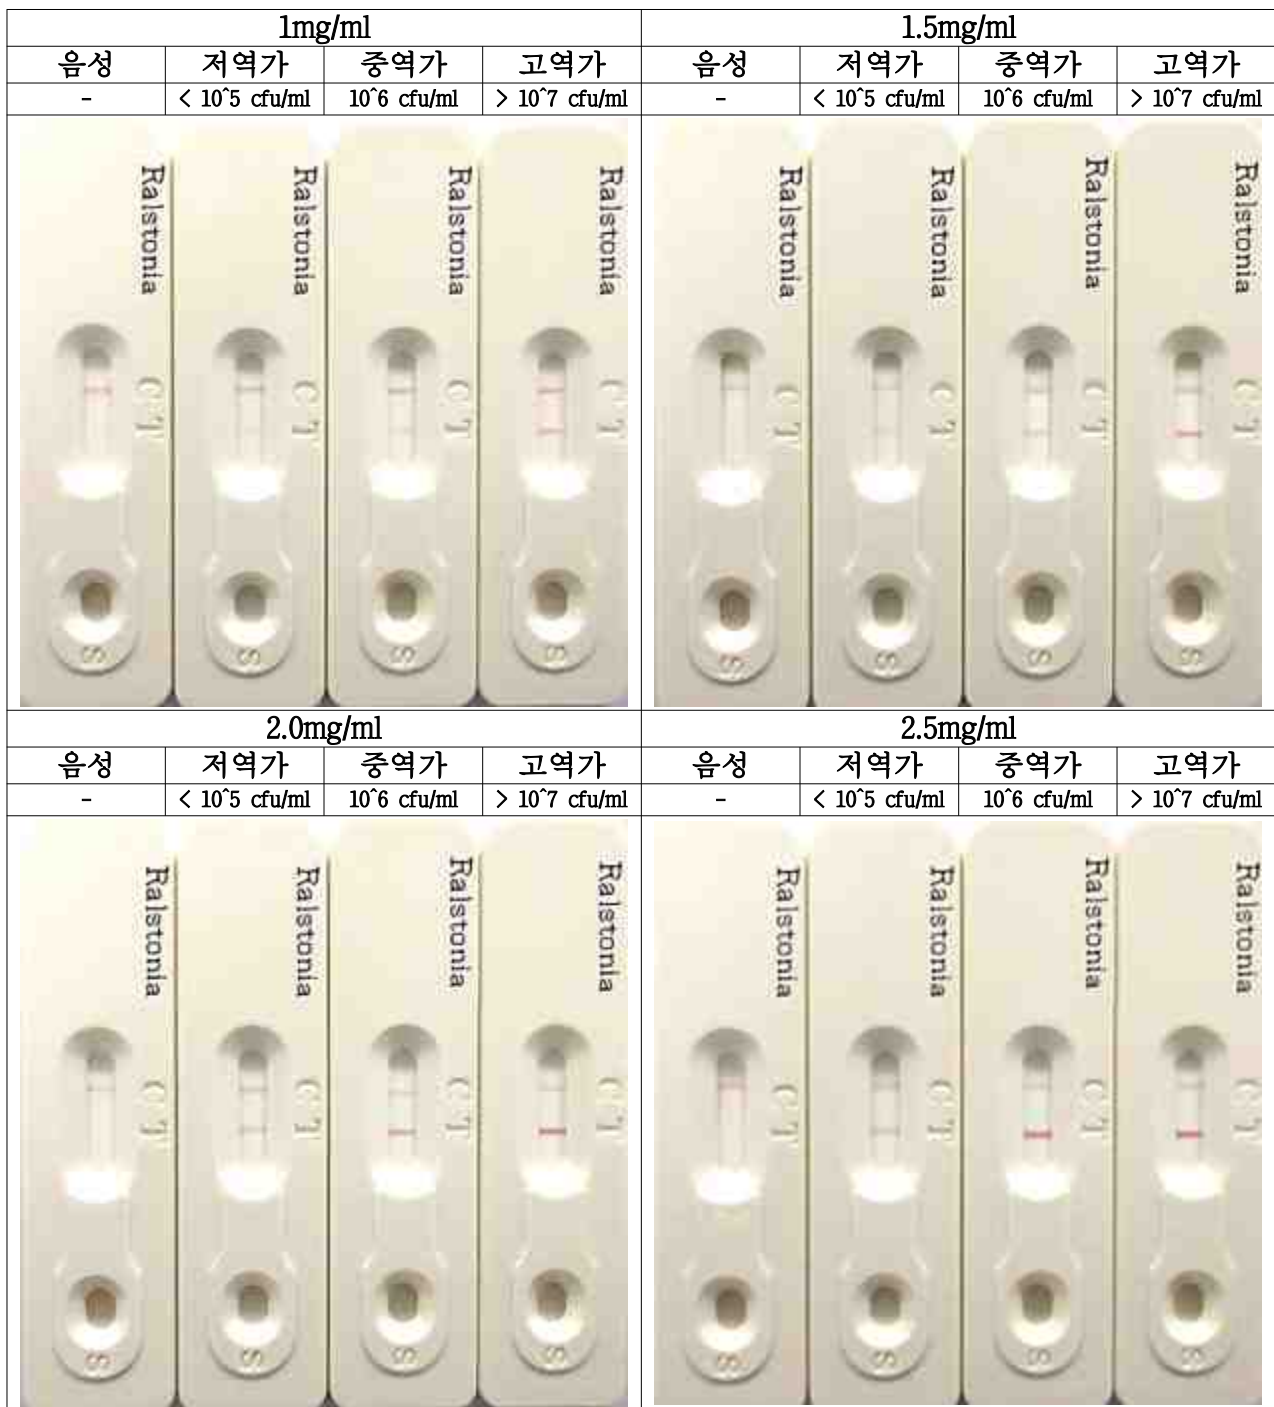 1mg/ml 1.5mg/ml
음성 저역가 중역가 고역가 음성 저역가 중역가 고역가
- < 10^5 cfu/ml 10^6 cfu/ml > 10^7 cfu/ml - < 10^5 cfu/ml 10^6 cfu/ml > 10^7 cfu/ml
Ralstonia Ralstonia Ralstonia Ralstonia Ralstonia Ralstonia Ralstonia Ralstonia
C C C C C C C C
T T T T T T T T
S S S S S S S S
2.0mg/ml 2.5mg/ml
음성 저역가 중역가 고역가 음성 저역가 중역가 고역가
- < 10^5 cfu/ml 10^6 cfu/ml > 10^7 cfu/ml - < 10^5 cfu/ml 10^6 cfu/ml > 10^7 cfu/ml
Ralstonia Ralstonia Ralstonia Ralstonia Ralstonia Ralstonia Ralstonia Ralstonia
C C C C C C C C
T T T T T T T T
S S S S S S S S